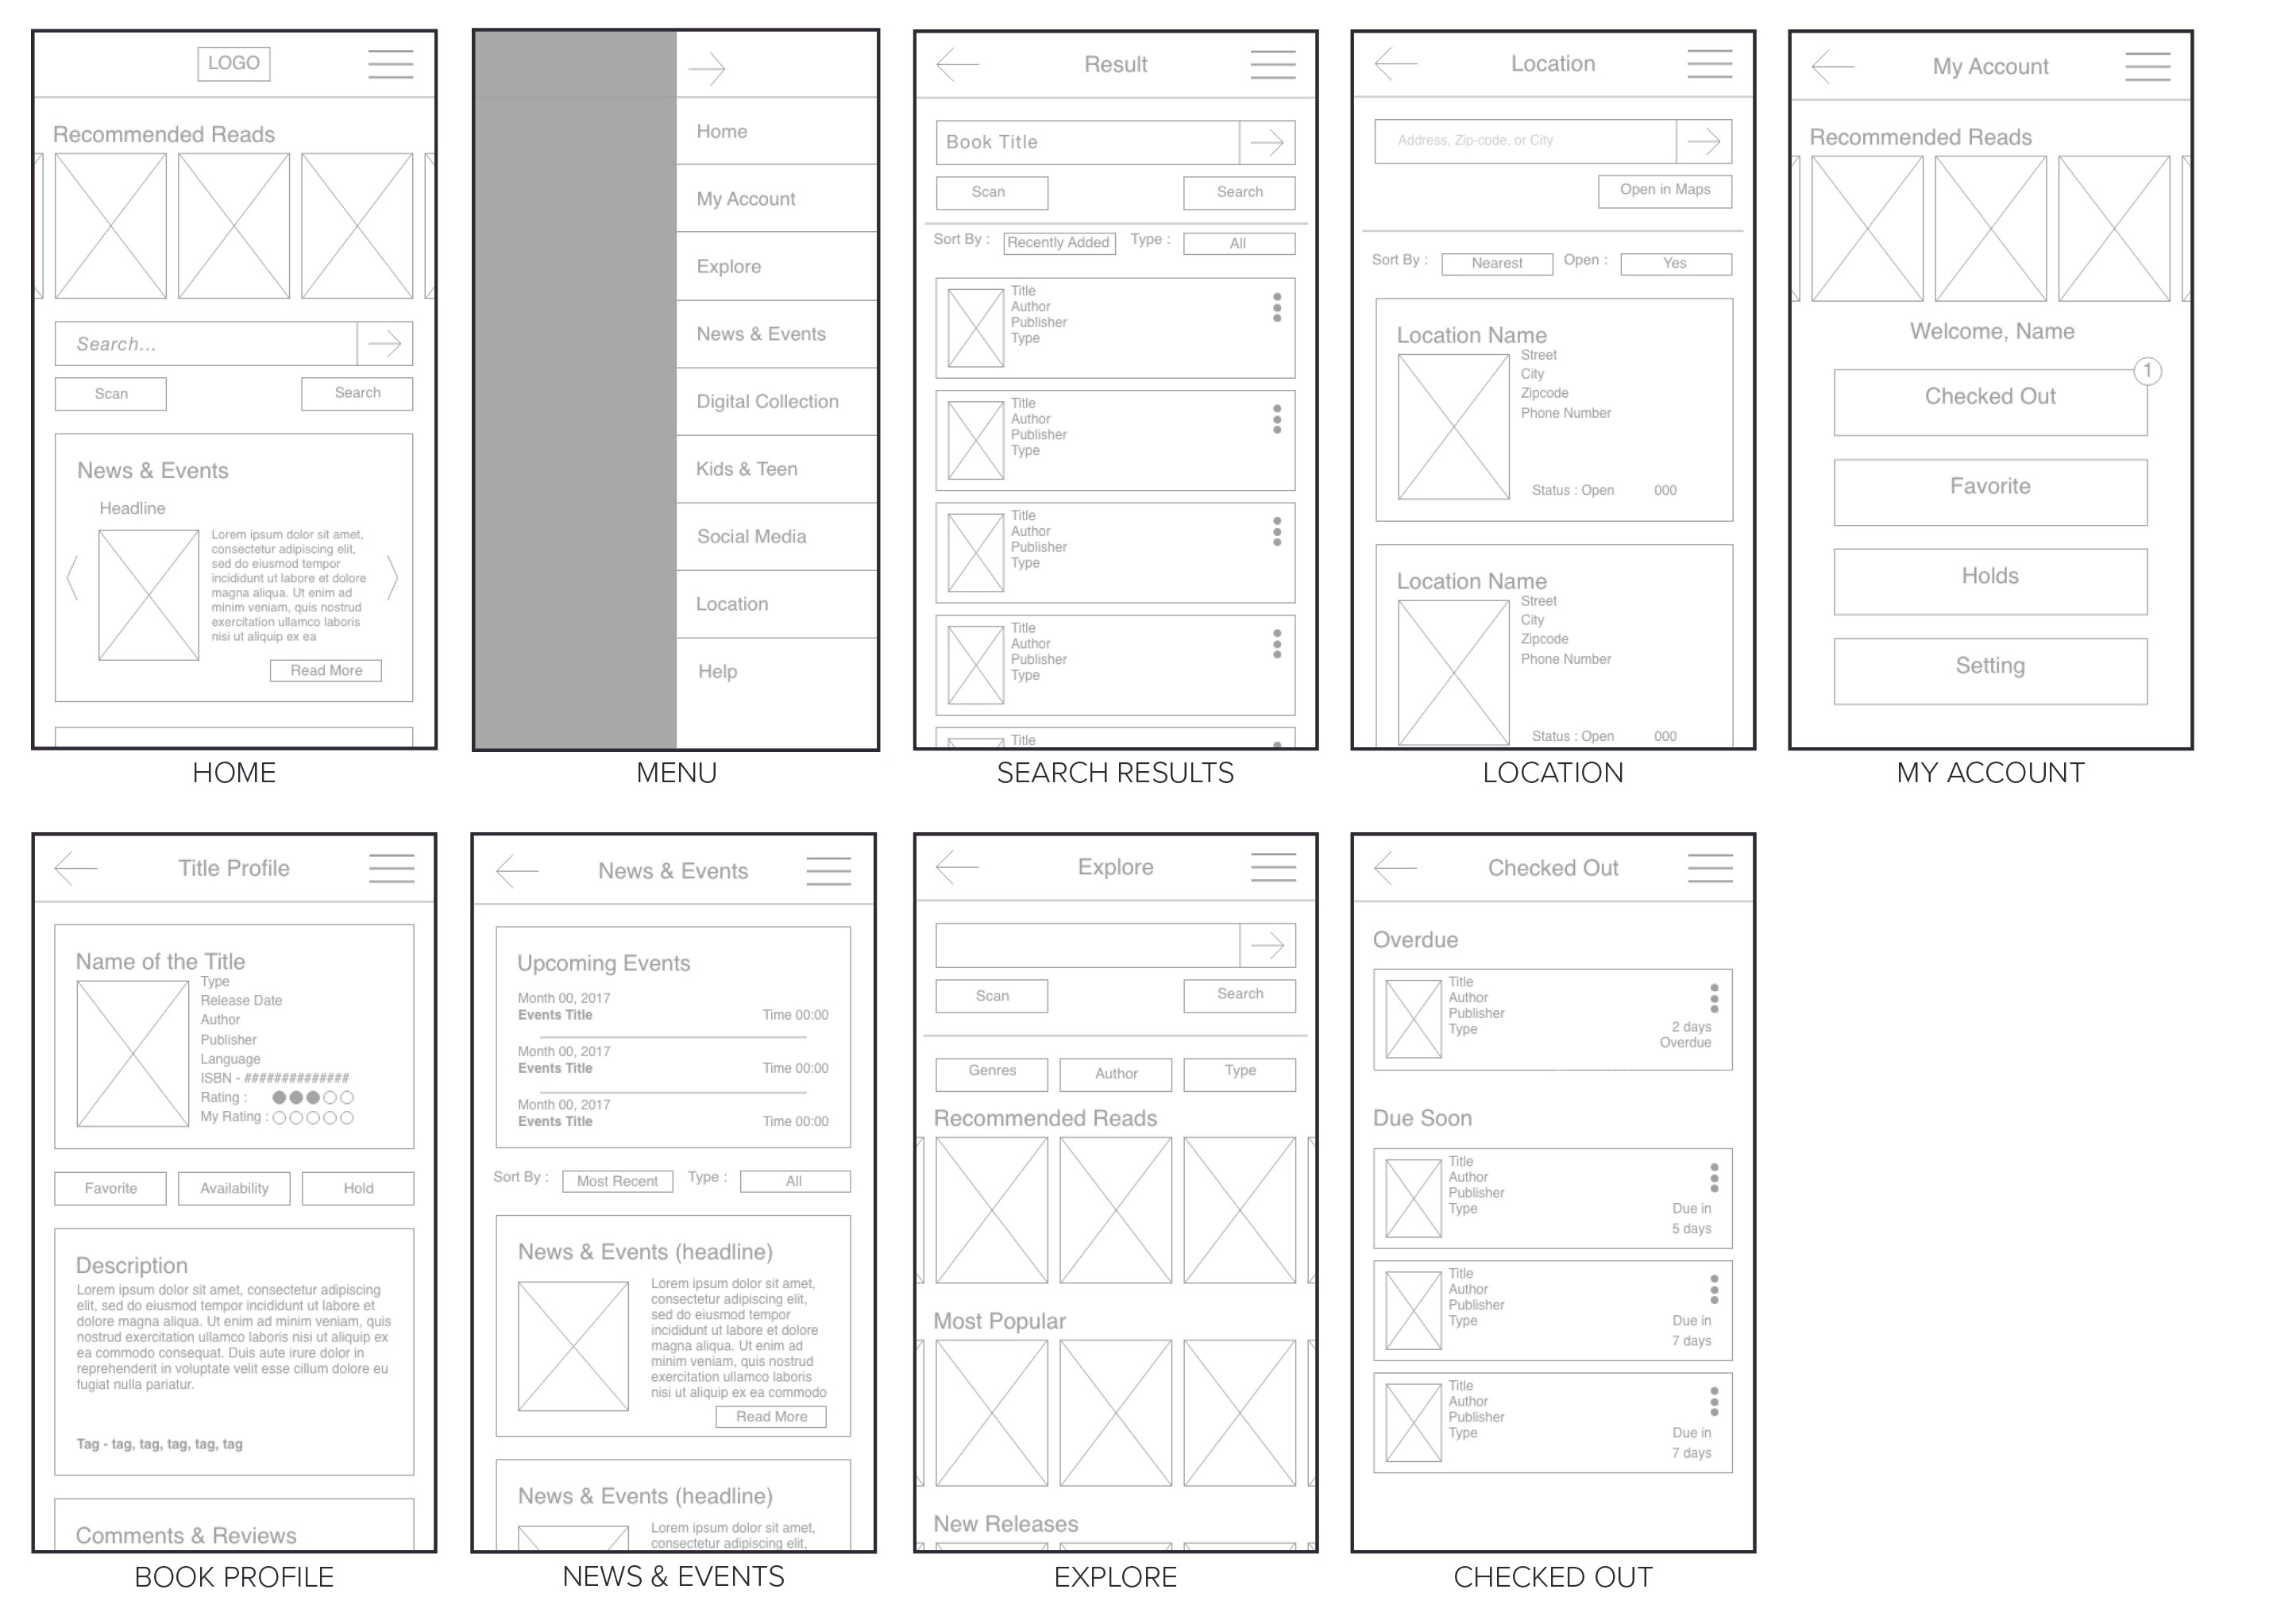 LOGO
Recommended Reads
Search...
Scan
Search
News & Events
Headline
Lorem ipsum dolor sit amet,
consectetur adipiscing elit,
sed do eiusmod tempor
incididunt ut labore et dolore
magna aliqua. Ut enim ad
minim veniam, quis nostrud
exercitation ullamco laboris
nisi ut aliquip ex ea
Read More
HOME
Home
My Account
Explore
News & Events
Digital Collection
Kids & Teen
Social Media
Location
Help
MENU
Result
Book Title
Scan
Search
Sort By : Recently Added Type : All
Title
Author
Publisher
Type
Title
Author
Publisher
Type
Title
Author
Publisher
Type
Title
Author
Publisher
Type
Title
SEARCH RESULTS
Location
Address, Zip-code, or City
Open in Maps
Sort By : Nearest Open : Yes
Location Name
Street
City
Zipcode
Phone Number
Status : Open 000
Location Name
Street
City
Zipcode
Phone Number
Status : Open 000
LOCATION
My Account
Recommended Reads
Welcome, Name
1
Checked Out
Favorite
Holds
Setting
MY ACCOUNT
Title Profile
Name of the Title
Type
Release Date
Author
Publisher
Language
ISBN - ##############
Rating :
My Rating :
Favorite
Availability
Hold
Description
Lorem ipsum dolor sit amet, consectetur adipiscing
elit, sed do eiusmod tempor incididunt ut labore et
dolore magna aliqua. Ut enim ad minim veniam, quis
nostrud exercitation ullamco laboris nisi ut aliquip ex
ea commodo consequat. Duis aute irure dolor in
reprehenderit in voluptate velit esse cillum dolore eu
fugiat nulla pariatur.
Tag - tag, tag, tag, tag, tag
Comments & Reviews
BOOK PROFILE
News & Events
Upcoming Events
Month 00, 2017
Events Title Time 00:00
Month 00, 2017
Events Title Time 00:00
Month 00, 2017
Events Title Time 00:00
Sort By : Most Recent Type : All
News & Events (headline)
Lorem ipsum dolor sit amet,
consectetur adipiscing elit,
sed do eiusmod tempor
incididunt ut labore et dolore
magna aliqua. Ut enim ad
minim veniam, quis nostrud
exercitation ullamco laboris
nisi ut aliquip ex ea commodo
Read More
News & Events (headline)
Lorem ipsum dolor sit amet,
consectetur adipiscing elit,
NEWS & EVENTS
Explore
Scan
Search
Genres
Author
Type
Recommended Reads
Most Popular
New Releases
EXPLORE
Checked Out
Overdue
Title
Author
Publisher
Type
2 days
Overdue
Due Soon
Title
Author
Publisher
Type
Due in
5 days
Title
Author
Publisher
Type
Due in
7 days
Title
Author
Publisher
Type
Due in
7 days
CHECKED OUT